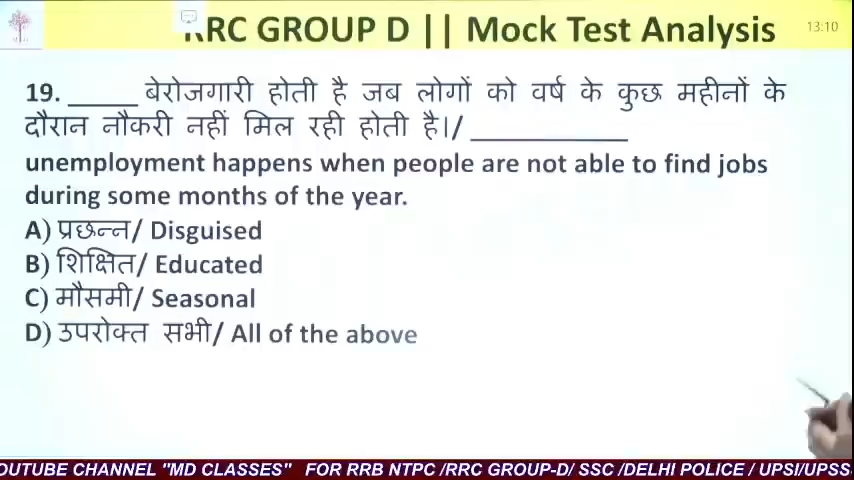 RRC GROUP D || Mock Test Analysis
13:10
19. _____ बेरोजगारी होती है जब लोगों को वर्ष के कुछ महीनों के
दौरान नौकरी नहीं मिल रही होती है।/ ___________
unemployment happens when people are not able to find jobs
during some months of the year.
A) प्रछन्न/ Disguised
B) शिक्षित/ Educated
C) मौसमी/ Seasonal
D) उपरोक्त सभी/ All of the above
OUTUBE CHANNEL "MD CLASSES" FOR RRB NTPC /RRC GROUP-D/ SSC /DELHI POLICE / UPSI/UPSS